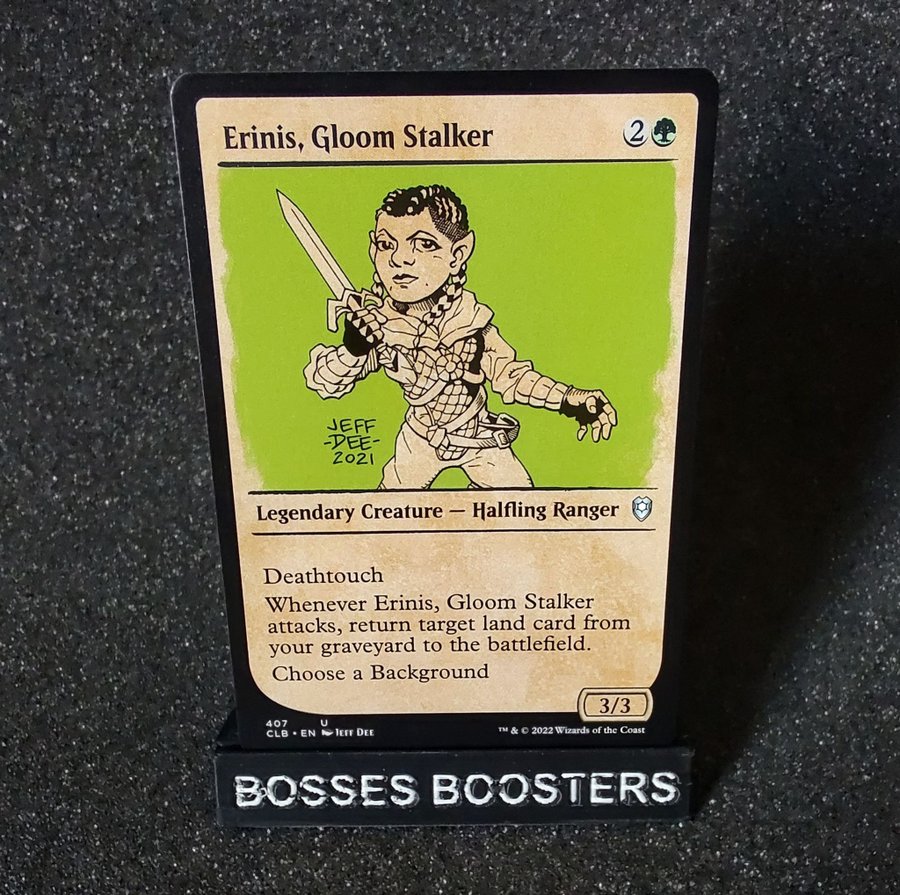 Erinis, Gloom Stalker 2
JEFF
-DEE-
2021
Legendary Creature — Halfling Ranger
Deathtouch
Whenever Erinis, Gloom Stalker
attacks, return target land card from
your graveyard to the battlefield.
Choose a Background
3/3
407 U
CLB • EN JEFF DEE
™ & © 2022 Wizards of the Coast
BOSSES BOOSTERS